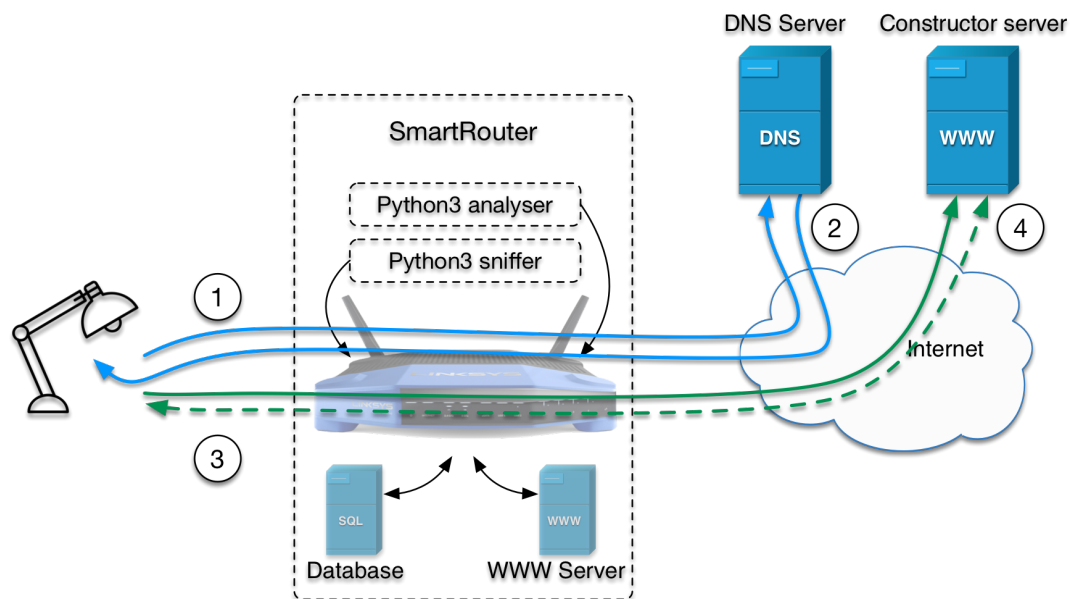 DNS Server
Constructor server
DNS
WWW
SmartRouter
Python3 analyser
Python3 sniffer
1
2
4
Internet
3
SQL
WWW
Database
WWW Server